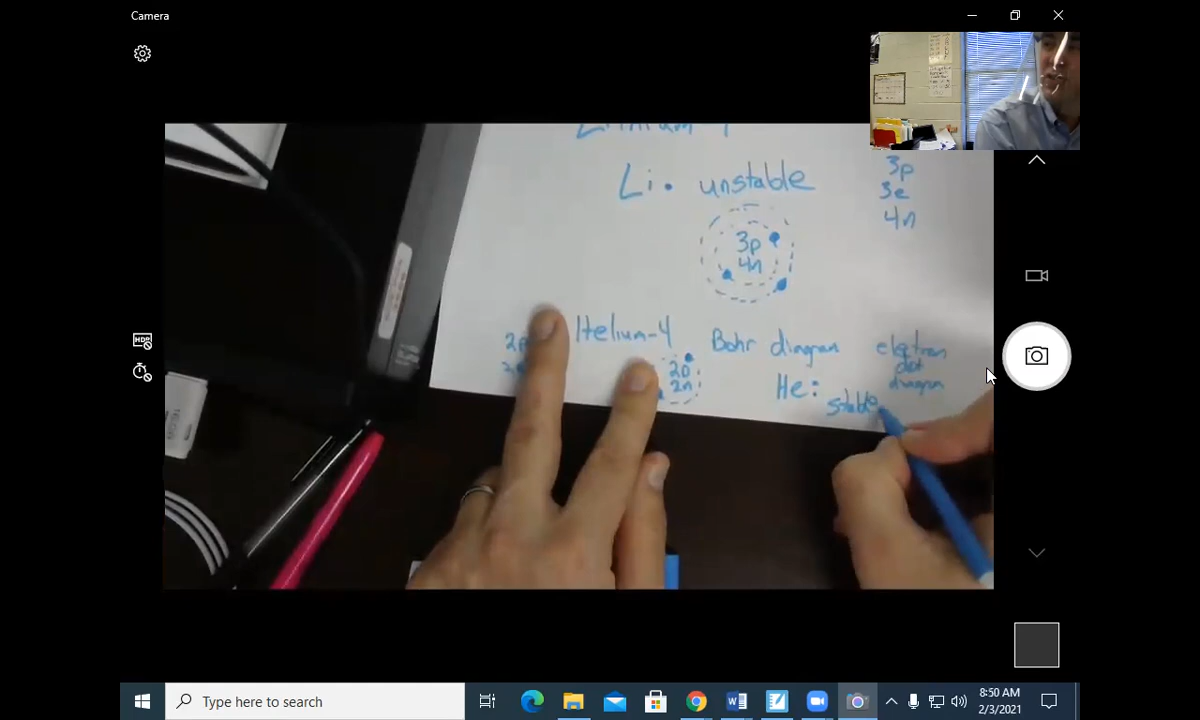 Camera
Li• unstable
3p
3e
4n
3p
4n
Helium-4
Bohr diagram
electron
dot
diagram
2p
2n
He:
stable
Type here to search
8:50 AM
2/3/2021